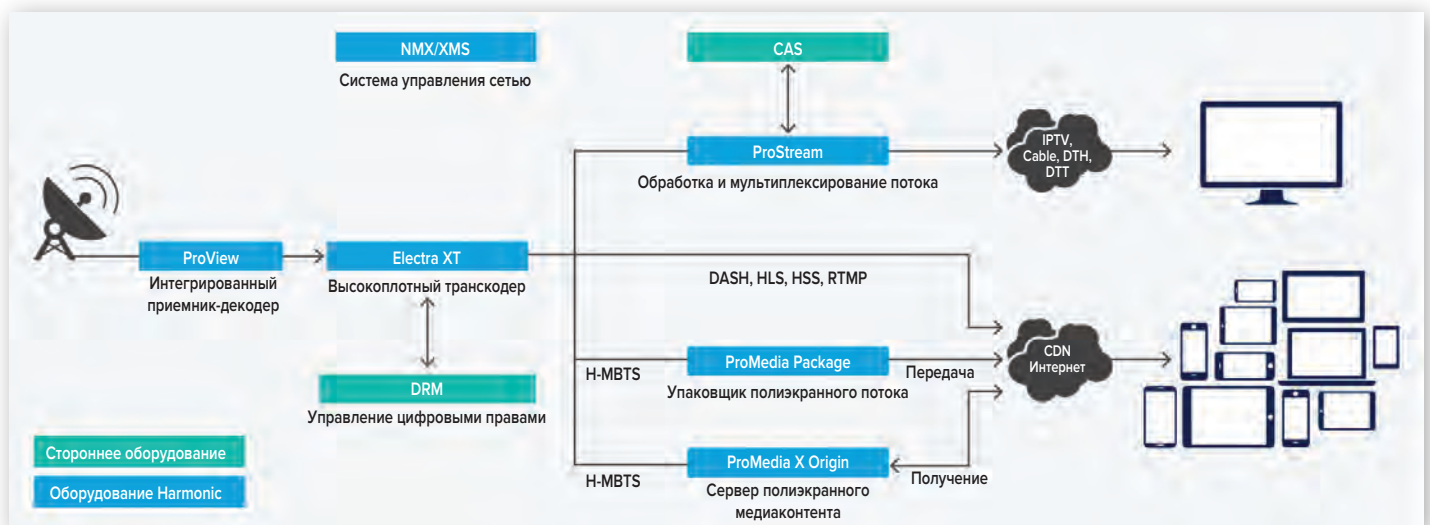 NMX/XMS
Система управления сетью
CAS
ProStream
Обработка и мультиплексирование потока
IPTV,
Cable, DTH,
DTT
ProView
Интегрированный
приемник-декодер
Electra XT
Высокоплотный транскодер
DASH, HLS, HSS, RTMP
DRM
Управление цифровыми правами
H-MBTS
ProMedia Package
Упаковщик полиэкранного потока
Передача
CDN
Интернет
H-MBTS
ProMedia X Origin
Сервер полиэкранного
медиаконтента
Получение
Стороннее оборудование
Оборудование Harmonic